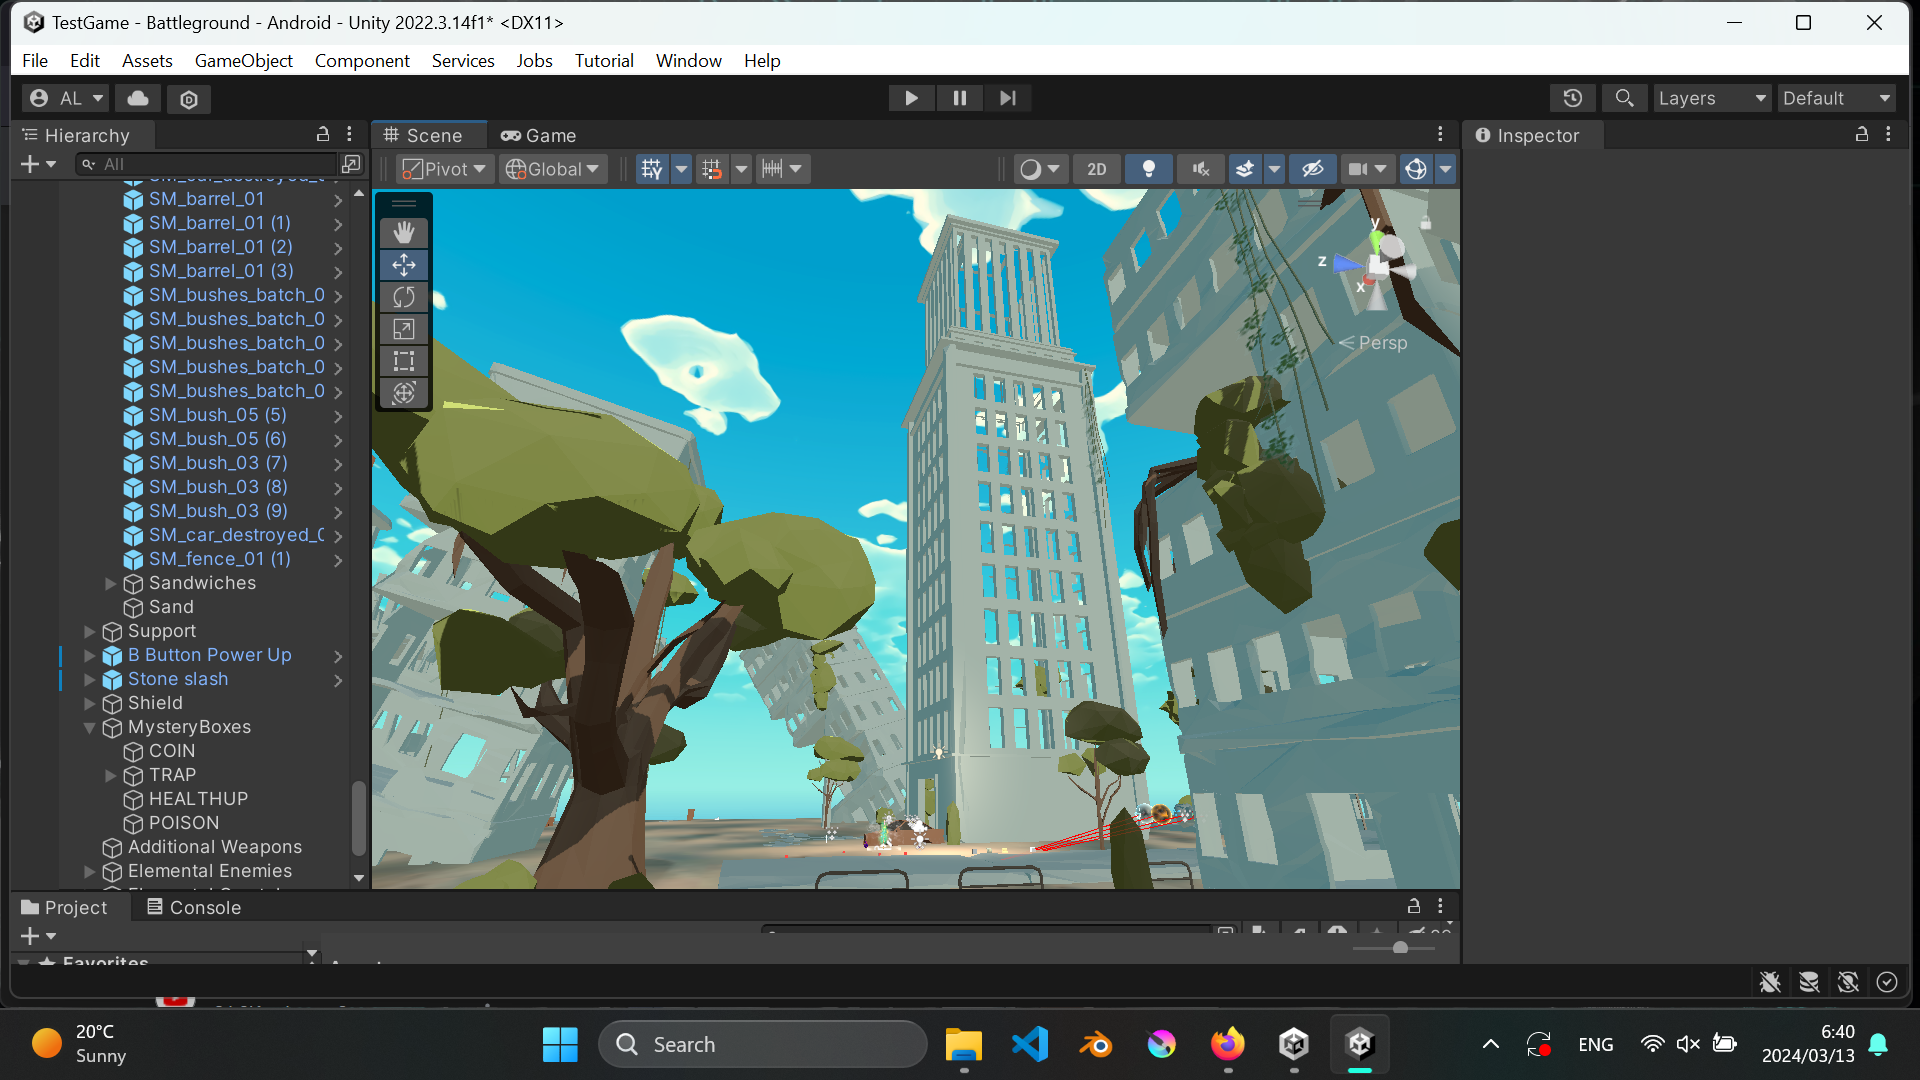 TestGame - Battleground - Android - Unity 2022.3.14f1* <DX11>
File Edit Assets GameObject Component Services Jobs Tutorial Window Help
AL Layers Default
Hierarchy Scene Game Inspector
All Pivot Global 2D
SM_barrel_01
SM_barrel_01 (1)
SM_barrel_01 (2)
SM_barrel_01 (3)
SM_bushes_batch_0
SM_bushes_batch_0
SM_bushes_batch_0
SM_bushes_batch_0
SM_bushes_batch_0
SM_bush_05 (5)
SM_bush_05 (6)
SM_bush_03 (7)
SM_bush_03 (8)
SM_bush_03 (9)
SM_car_destroyed_0
SM_fence_01 (1)
Sandwiches
Sand
Support
B Button Power Up
Stone slash
Shield
MysteryBoxes
COIN
TRAP
HEALTHUP
POISON
Additional Weapons
Elemental Enemies
y
z
x
Persp
Project Console
Favorites
20°C
Sunny
Search
ENG
6:40
2024/03/13